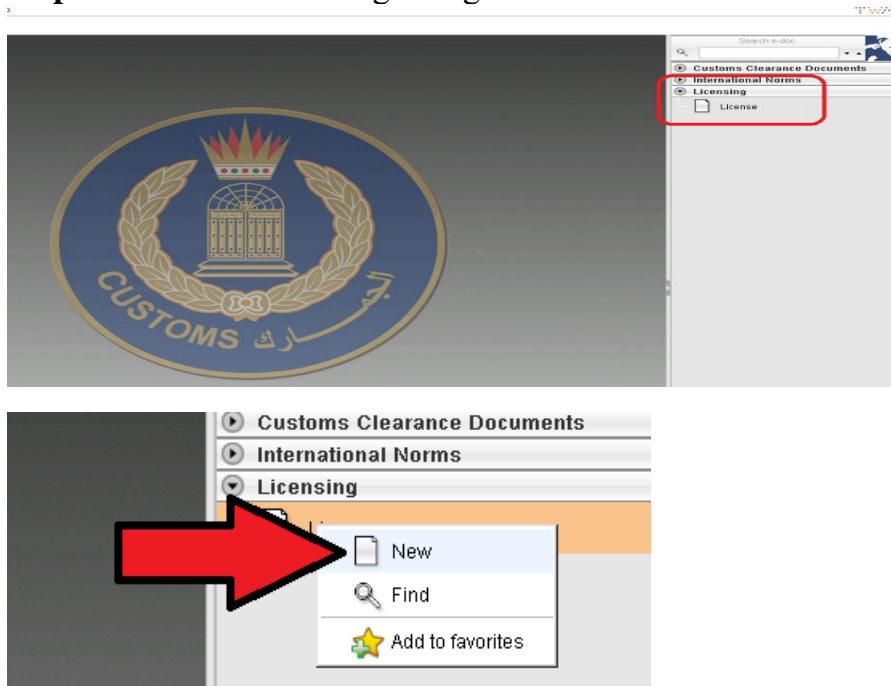 Search e-doc
Customs Clearance Documents
International Norms
Licensing
License
CUSTOMS الجمارك
Customs Clearance Documents
International Norms
Licensing
New
Find
Add to favorites